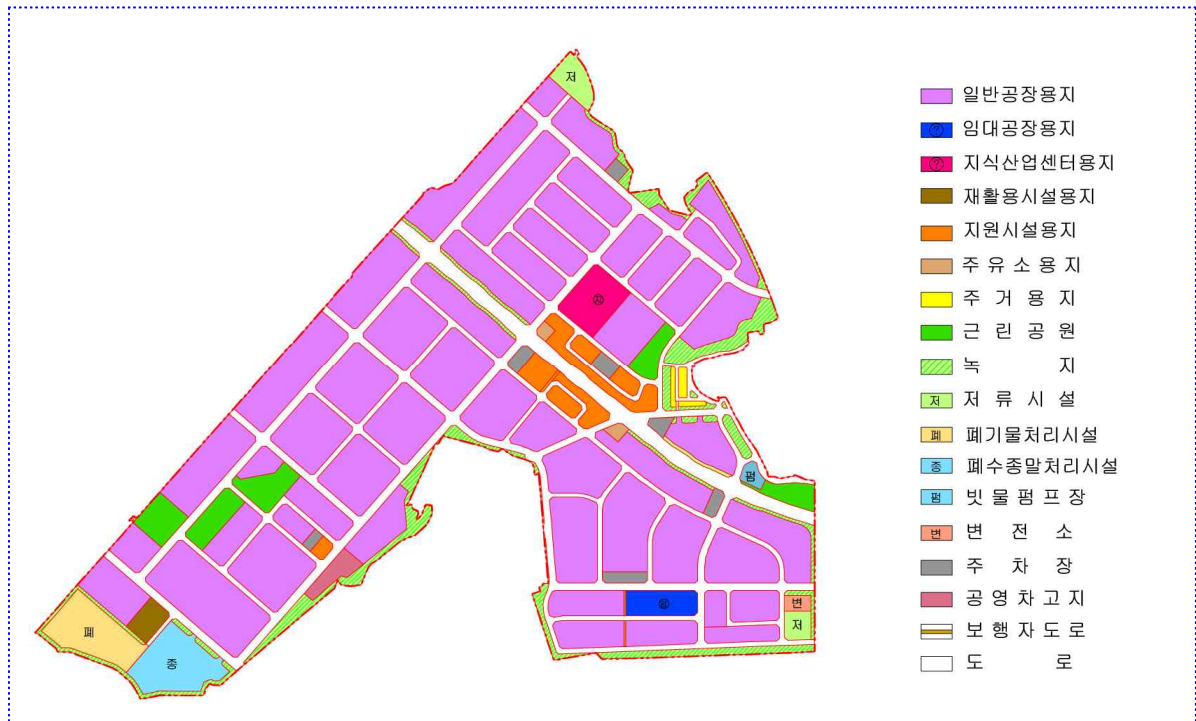 저
일반공장용지
? 임대공장용지
? 지식산업센터용지
재활용시설용지
지원시설용지
주유소용지
주거용지
근린공원
녹지
저 저류시설
폐 폐기물처리시설
종 폐수종말처리시설
펌 빗물펌프장
변 변전소
주차장
공영차고지
보행자도로
도로
지
펌
임
변
저
폐
종